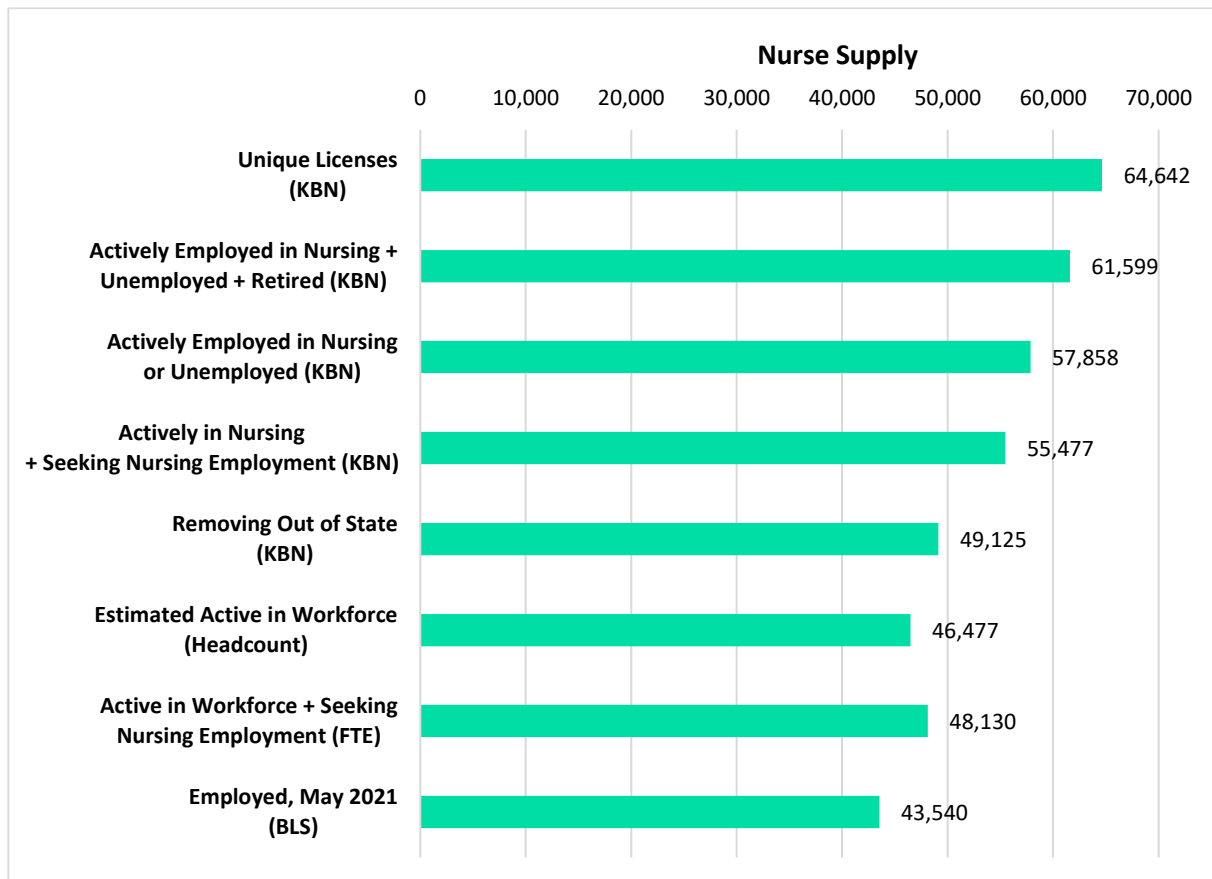 Nurse Supply
0 10,000 20,000 30,000 40,000 50,000 60,000 70,000
Unique Licenses
(KBN)
64,642
Actively Employed in Nursing +
Unemployed + Retired (KBN)
61,599
Actively Employed in Nursing
or Unemployed (KBN)
57,858
Actively in Nursing
+ Seeking Nursing Employment (KBN)
55,477
Removing Out of State
(KBN)
49,125
Estimated Active in Workforce
(Headcount)
46,477
Active in Workforce + Seeking
Nursing Employment (FTE)
48,130
Employed, May 2021
(BLS)
43,540